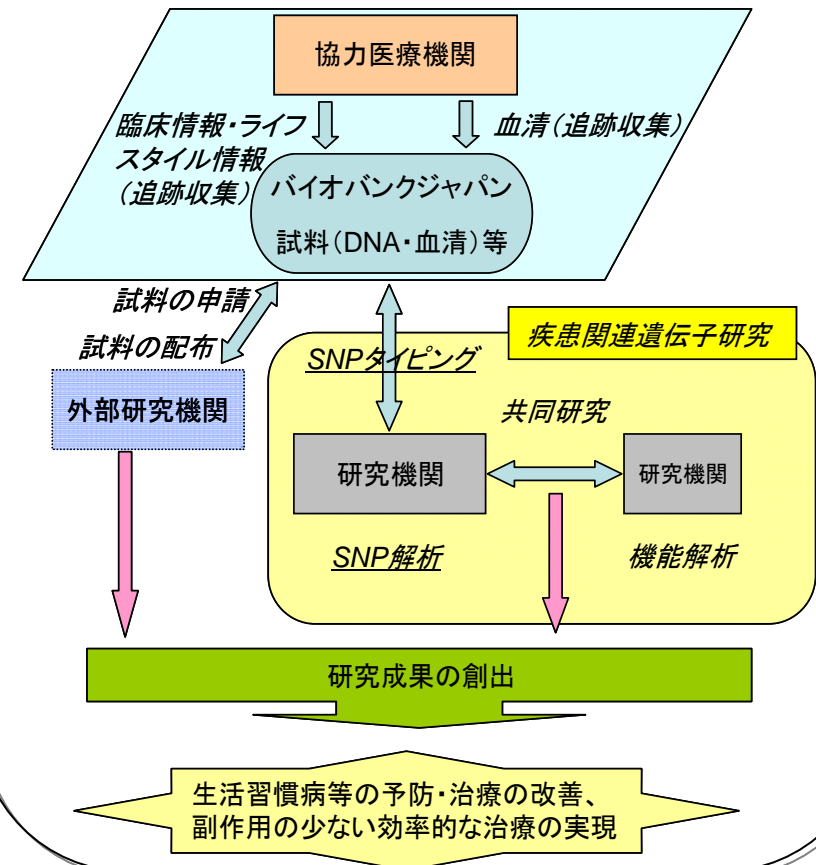 協力医療機関
臨床情報・ライフ
スタイル情報
(追跡収集)
血清(追跡収集)
バイオバンクジャパン
試料(DNA・血清)等
試料の申請
試料の配布
外部研究機関
疾患関連遺伝子研究
SNPタイピング
共同研究
研究機関
研究機関
SNP解析
機能解析
研究成果の創出
生活習慣病等の予防・治療の改善、
副作用の少ない効率的な治療の実現